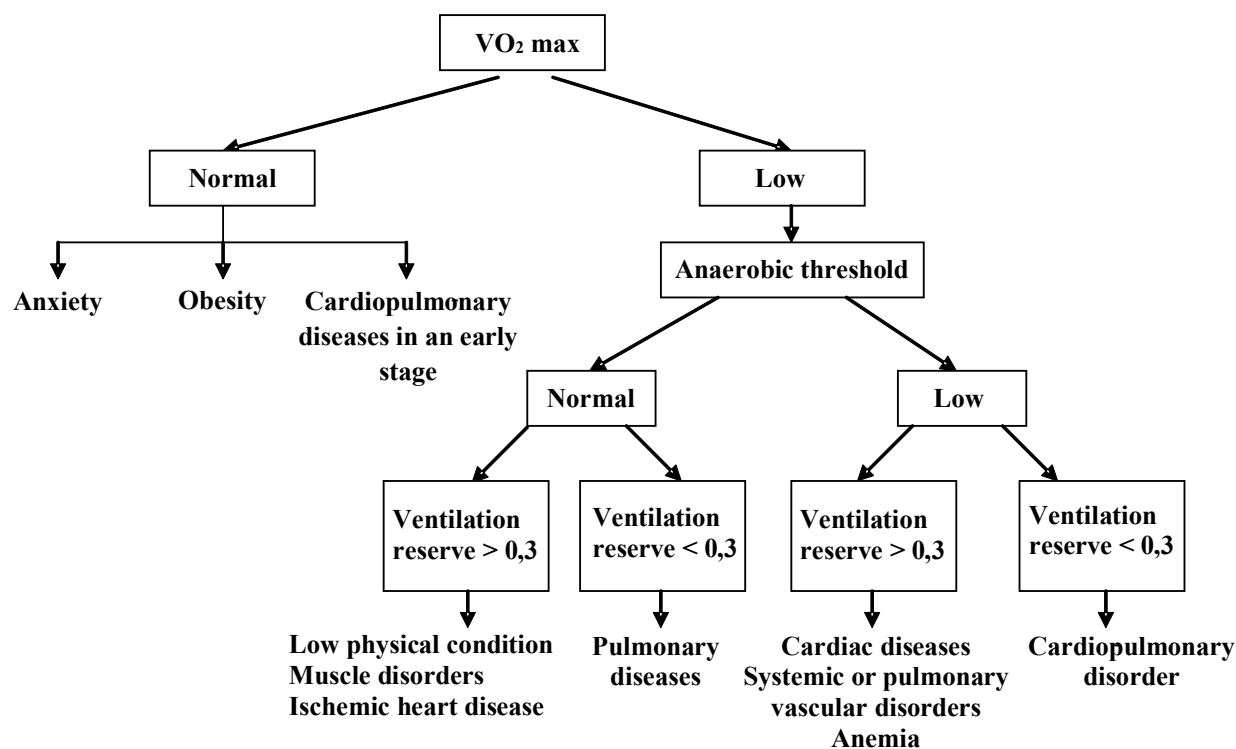 VO₂ max
Normal
Low
Anaerobic threshold
Anxiety
Obesity
Cardiopulmonary
diseases in an early
stage
Normal
Low
Ventilation
reserve > 0,3
Ventilation
reserve < 0,3
Ventilation
reserve > 0,3
Ventilation
reserve < 0,3
Low physical condition
Muscle disorders
Ischemic heart disease
Pulmonary
diseases
Cardiac diseases
Systemic or pulmonary
vascular disorders
Anemia
Cardiopulmonary
disorder